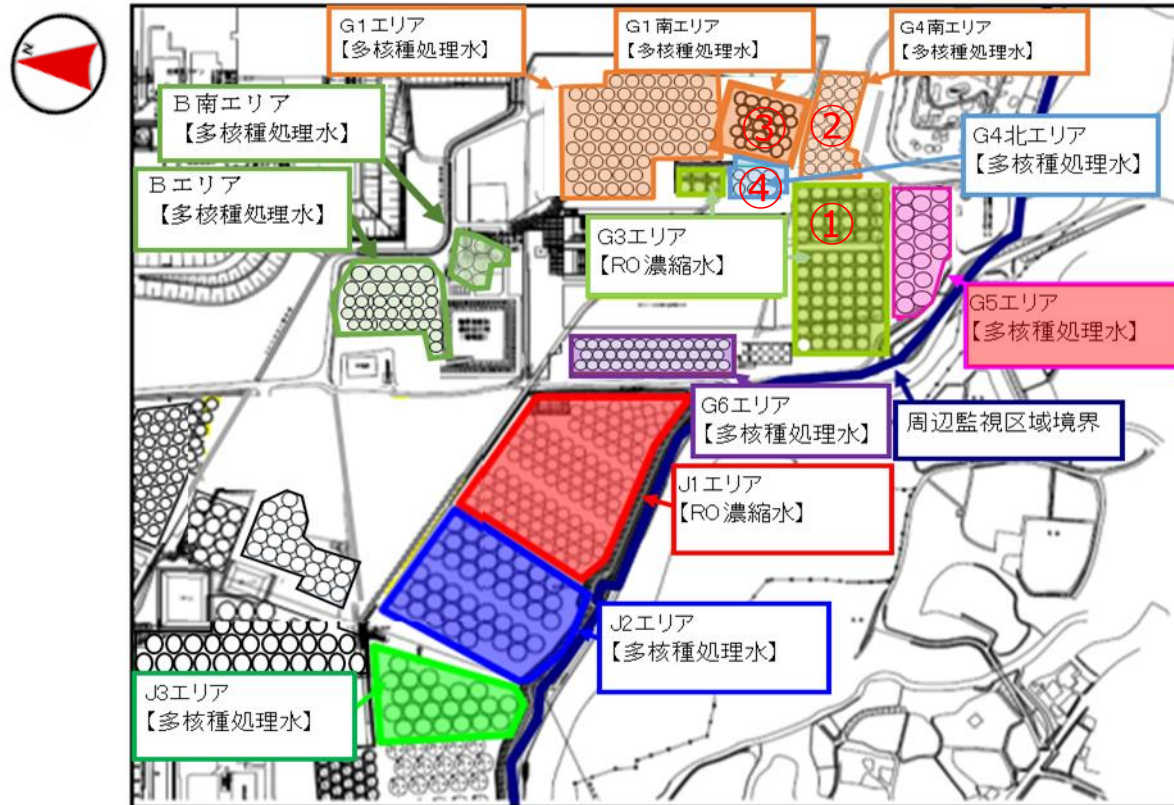 N
G1エリア
【多核種処理水】
G1南エリア
【多核種処理水】
G4南エリア
【多核種処理水】
B南エリア
【多核種処理水】
Bエリア
【多核種処理水】
③
②
④
①
G4北エリア
【多核種処理水】
G3エリア
【RO濃縮水】
G5エリア
【多核種処理水】
G6エリア
【多核種処理水】
周辺監視区域境界
J1エリア
【RO濃縮水】
J2エリア
【多核種処理水】
J3エリア
【多核種処理水】